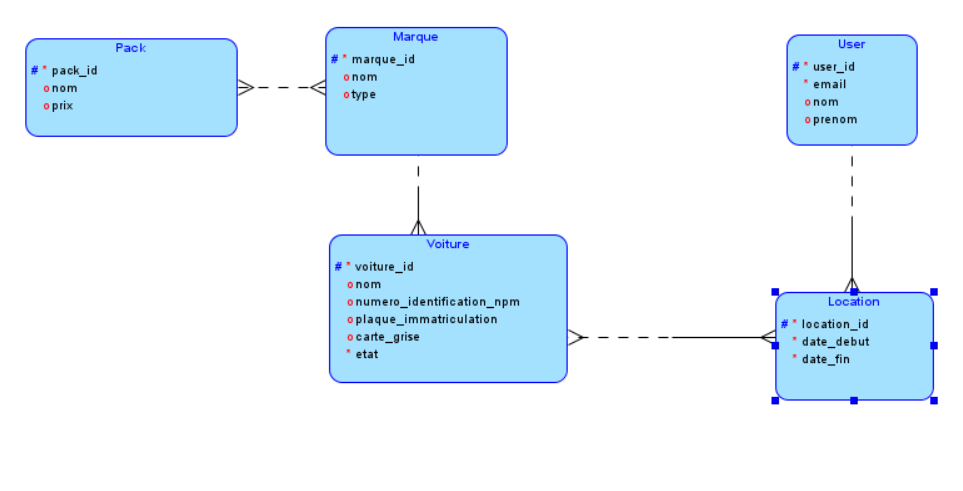 Pack
# * pack_id
o nom
o prix
Marque
# * marque_id
o nom
o type
User
# * user_id
* email
o nom
o prenom
Voiture
# * voiture_id
o nom
o numero_identification_npm
o plaque_immatriculation
o carte_grise
* etat
Location
# * location_id
* date_debut
* date_fin